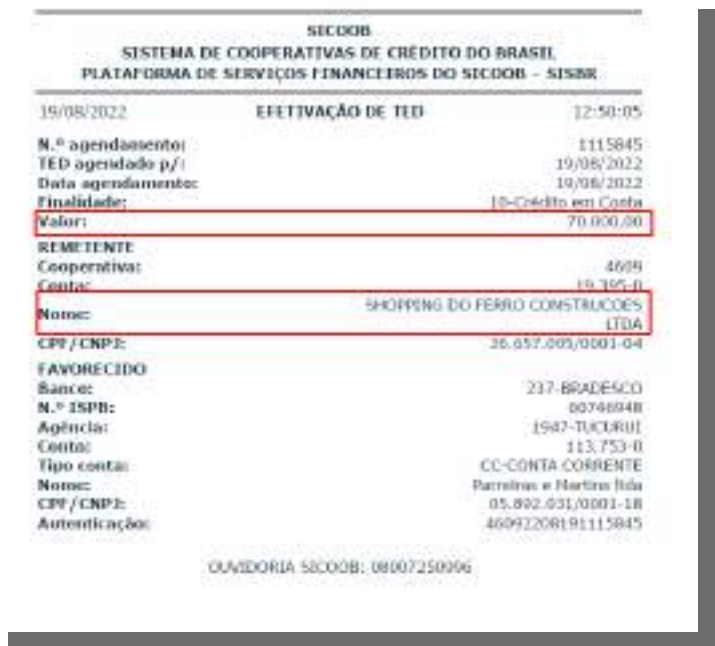 SICOOB
SISTEMA DE COOPERATIVAS DE CRÉDITO DO BRASIL
PLATAFORMA DE SERVIÇOS FINANCEIROS DO SICOOB - SISBR
19/08/2022 EFETIVAÇÃO DE TED 12:50:05
N.º agendamento: 1115845
TED agendado p/: 19/08/2022
Data agendamento: 19/08/2022
Finalidade: 10-Crédito em Conta
Valor: 70.000,00
REMETENTE
Cooperativa: 4609
Conta: 19.395-0
Nome: SHOPPING DO FERRO CONSTRUCOES
LTDA
CPF/CNPJ: 26.657.005/0001-04
FAVORECIDO
Banco: 237-BRADESCO
N.º ISPB: 60746948
Agência: 1947-TUCURUI
Conta: 113.753-0
Tipo conta: CC-CONTA CORRENTE
Nome: Parreiras e Martins ltda
CPF/CNPJ: 05.892.031/0001-18
Autenticação: 46092208191115845
OUVIDORIA SICOOB: 08007250996